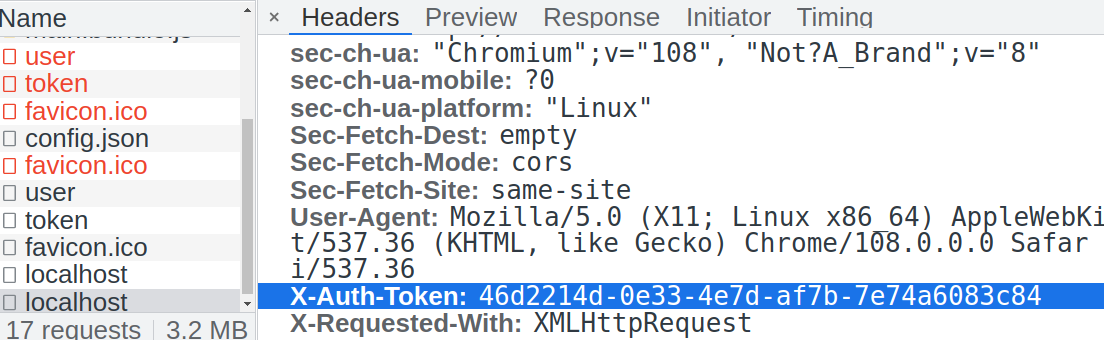 Name
user
token
favicon.ico
config.json
favicon.ico
user
token
favicon.ico
localhost
localhost
17 requests 3.2 MB
× Headers Preview Response Initiator Timing
sec-ch-ua: "Chromium";v="108", "Not?A_Brand";v="8"
sec-ch-ua-mobile: ?0
sec-ch-ua-platform: "Linux"
Sec-Fetch-Dest: empty
Sec-Fetch-Mode: cors
Sec-Fetch-Site: same-site
User-Agent: Mozilla/5.0 (X11; Linux x86_64) AppleWebKi
t/537.36 (KHTML, like Gecko) Chrome/108.0.0.0 Safar
i/537.36
X-Auth-Token: 46d2214d-0e33-4e7d-af7b-7e74a6083c84
X-Requested-With: XMLHttpRequest